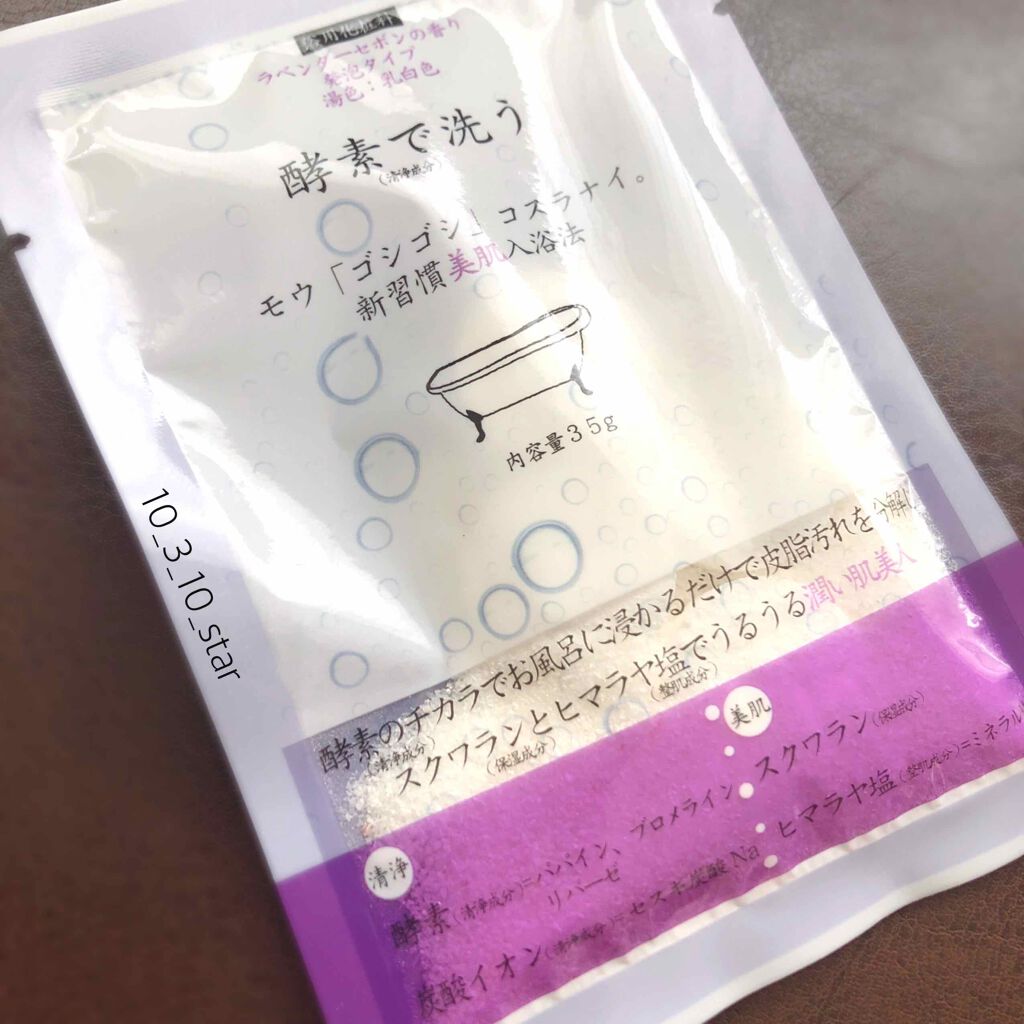 浴用化粧料
ラベンダーセボンの香り
発泡タイプ
湯色：乳白色
酵素で洗う
(清浄成分)
モウ「ゴシゴシ」コスラナイ。
新習慣美肌入浴法
内容量35g
酵素のチカラでお風呂に浸かるだけで皮脂汚れを分解し
(清浄成分)
スクワランとヒマラヤ塩でうるうる潤い肌美人
(保湿成分) (整肌成分)
清浄
酵素(清浄成分)=パパイン、ブロメライン
リパーゼ
炭酸イオン(清浄成分)=セスキ炭酸Na
美肌
スクワラン(保湿成分)
ヒマラヤ塩(整肌成分)=ミネラル
10_3_10_star